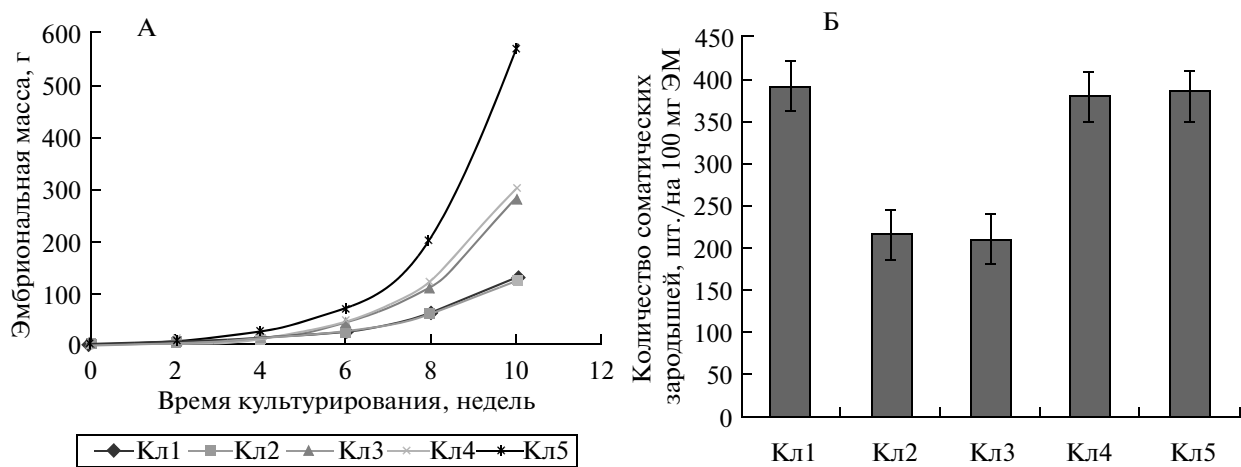 А
Эмбриональная масса, г
600
500
400
300
200
100
0
0 2 4 6 8 10 12
Время культурирования, недель
Кл1 Кл2 Кл3 Кл4 Кл5
Б
Количество соматических
зародышей, шт./на 100 мг ЭМ
450
400
350
300
250
200
150
100
50
0
Кл1 Кл2 Кл3 Кл4 Кл5